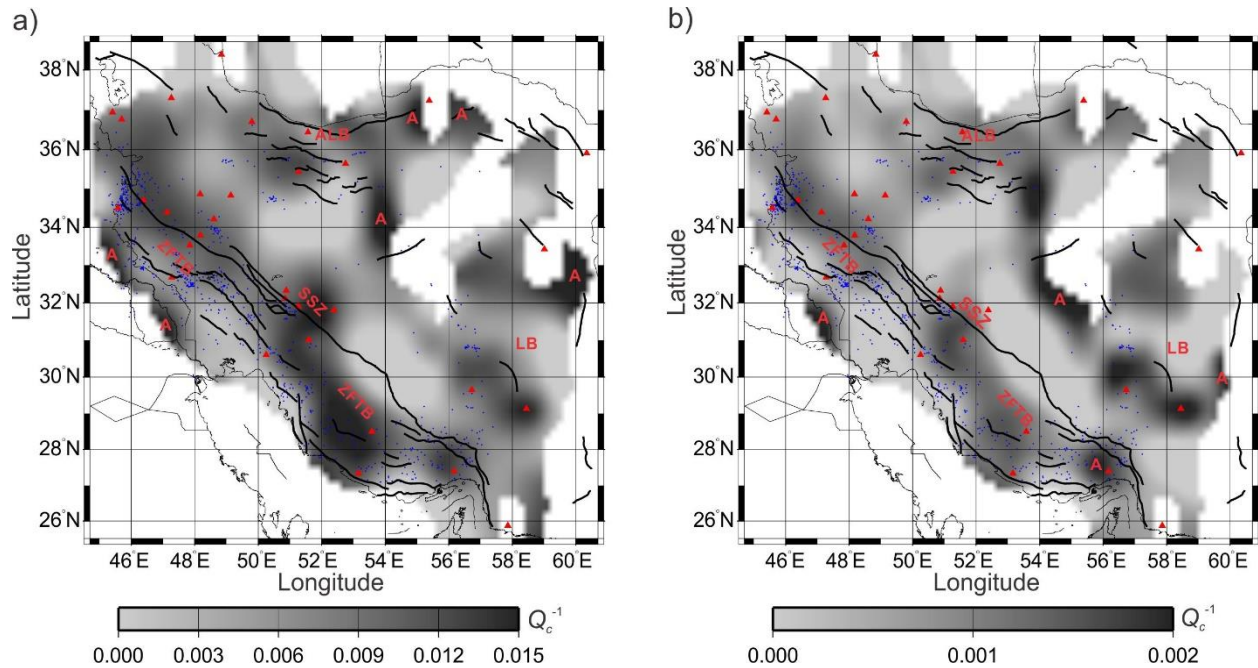 a)
38°N
36°N
34°N
32°N
30°N
28°N
26°N
Latitude
ALB
A
A
A
A
ZFTB
A
SSZ
A
LB
ZFTB
46°E 48°E 50°E 52°E 54°E 56°E 58°E 60°E
Longitude
Qc-1
0.000 0.003 0.006 0.009 0.012 0.015
b)
38°N
36°N
34°N
32°N
30°N
28°N
26°N
Latitude
ALB
ZFTB
A
SSZ
A
LB
A
ZFTB
A
46°E 48°E 50°E 52°E 54°E 56°E 58°E 60°E
Longitude
Qc-1
0.000 0.001 0.002